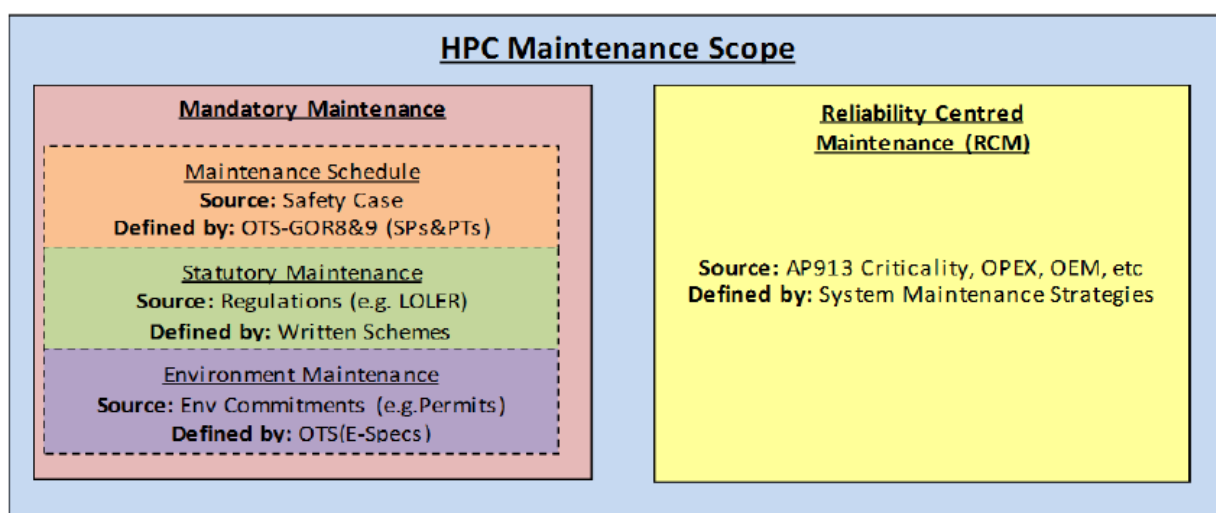 HPC Maintenance Scope
Mandatory Maintenance
Maintenance Schedule
Source: Safety Case
Defined by: OTS-GOR8&9 (SPs&PTs)
Statutory Maintenance
Source: Regulations (e.g. LOLER)
Defined by: Written Schemes
Environment Maintenance
Source: Env Commitments (e.g.Permits)
Defined by: OTS(E-Specs)
Reliability Centred
Maintenance (RCM)
Source: AP913 Criticality, OPEX, OEM, etc
Defined by: System Maintenance Strategies